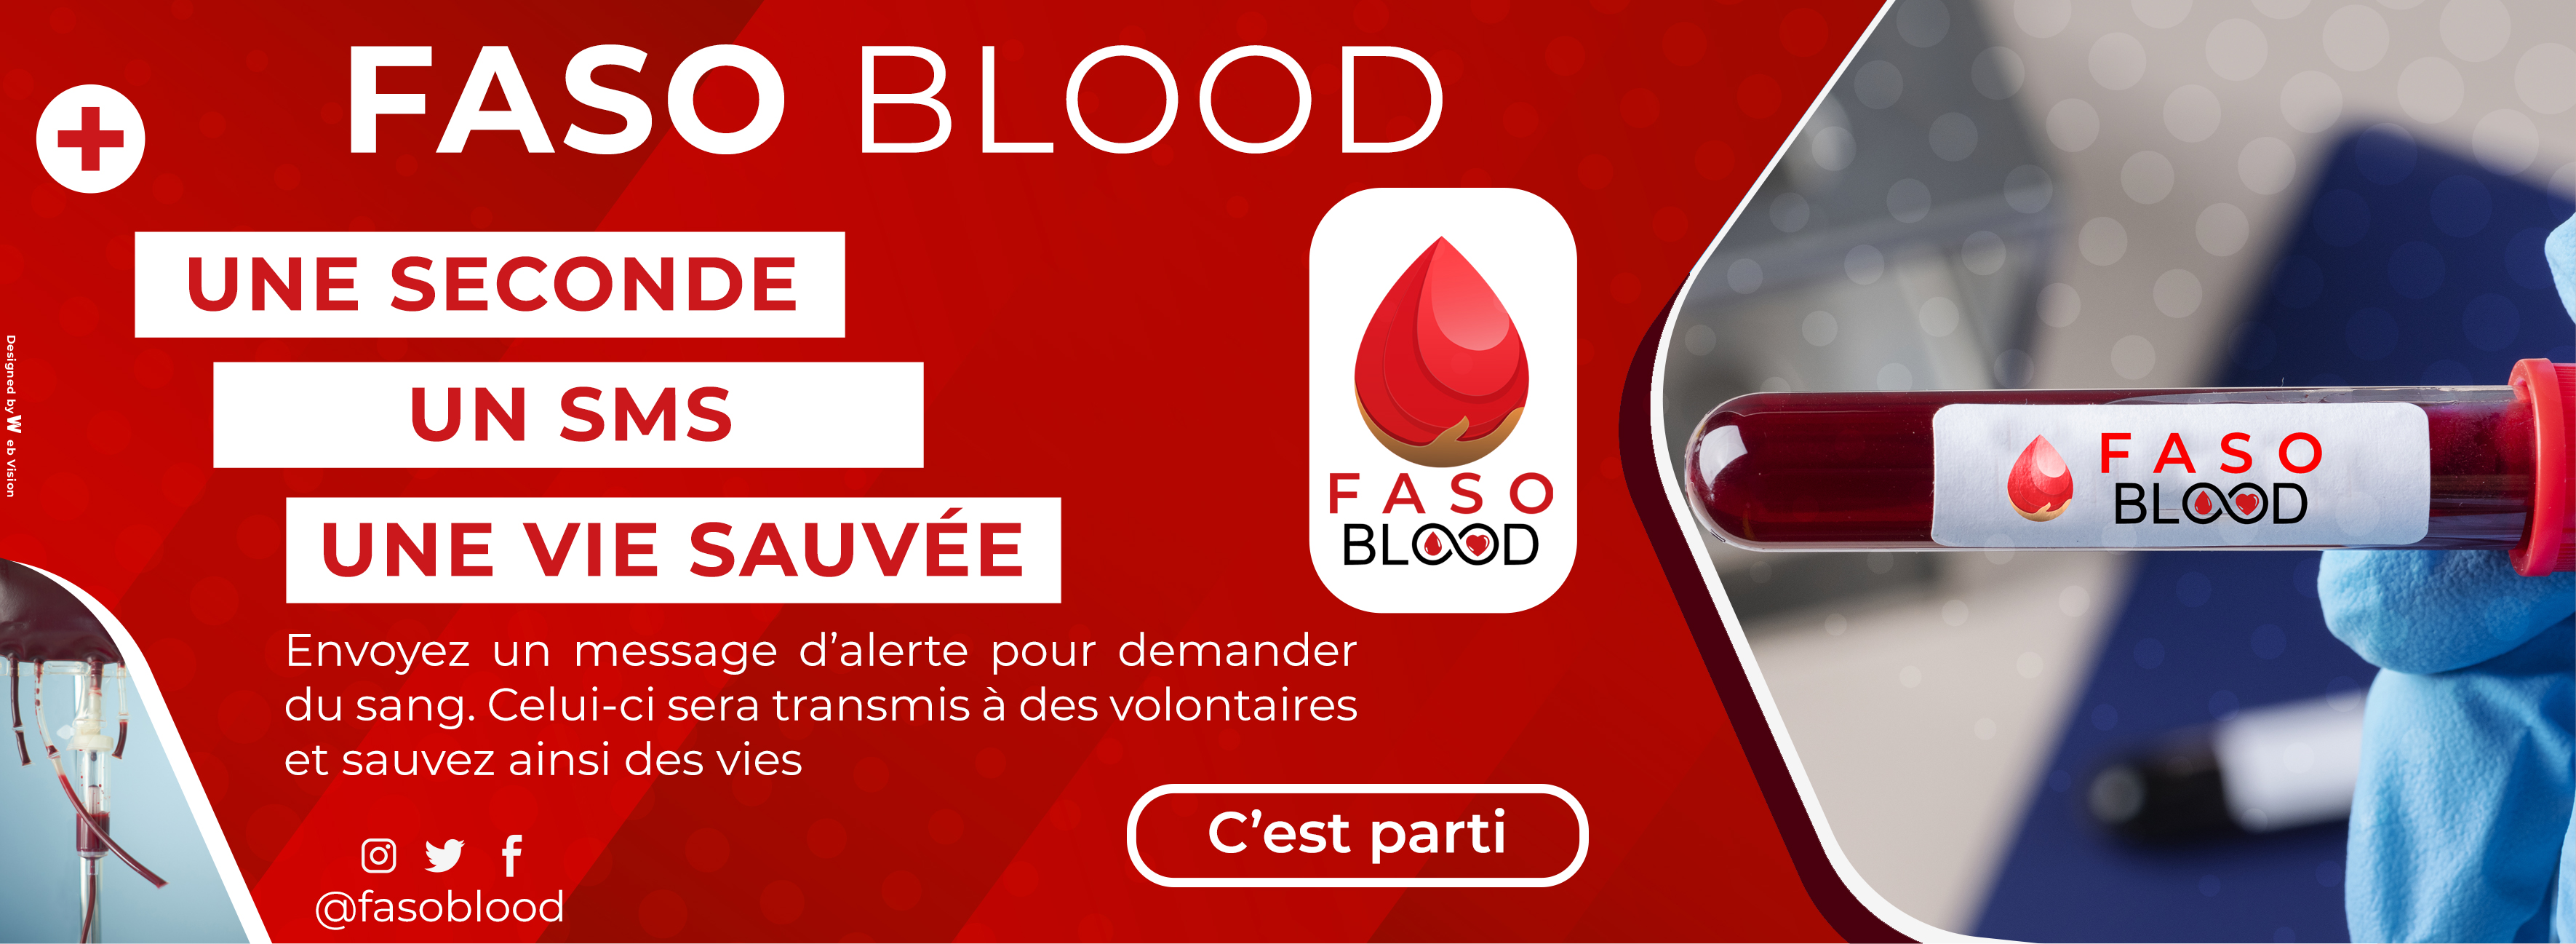 FASO BLOOD
UNE SECONDE
UN SMS
UNE VIE SAUVÉE
FASO
BLOOD
Envoyez un message d’alerte pour demander
du sang. Celui-ci sera transmis à des volontaires
et sauvez ainsi des vies
C’est parti
@fasoblood
Designed by Web Vision
FASO
BLOOD